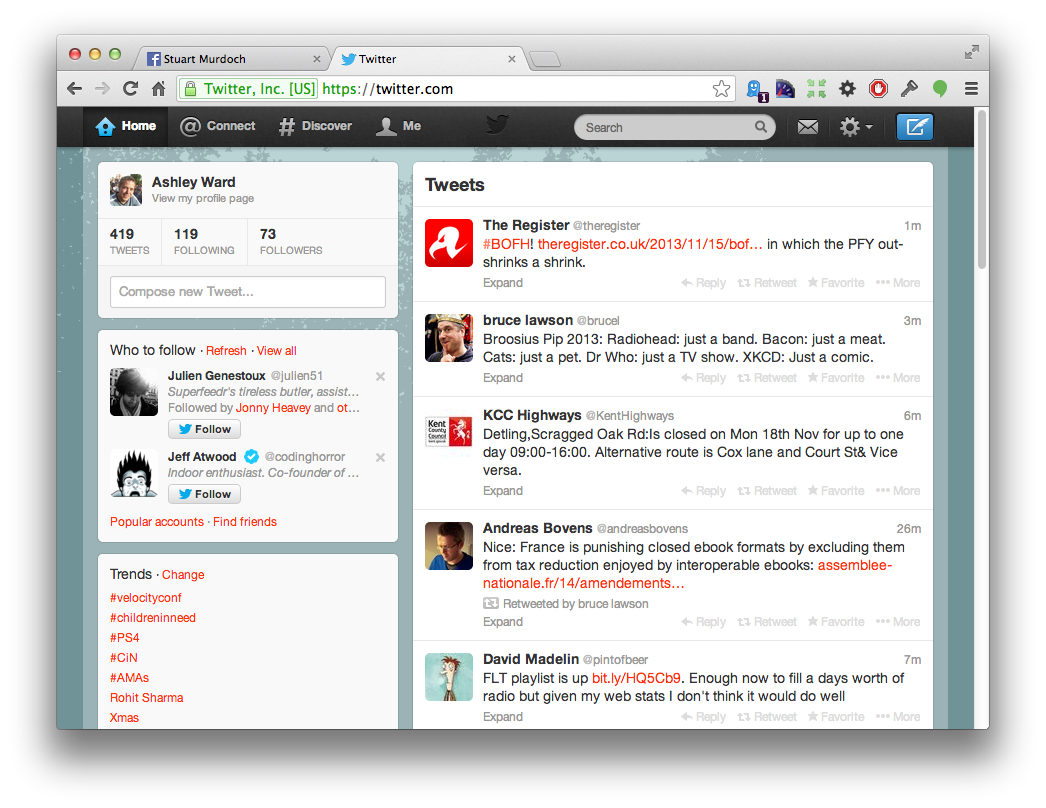 Stuart Murdoch
Twitter
Twitter, Inc. [US] https://twitter.com
1
Home
Connect
Discover
Me
Search
Ashley Ward
View my profile page
419
TWEETS
119
FOLLOWING
73
FOLLOWERS
Compose new Tweet...
Who to follow · Refresh · View all
Julien Genestoux @julien51
Superfeedr's tireless butler, assist...
Followed by Jonny Heavey and ot...
Follow
Jeff Atwood @codinghorror
Indoor enthusiast. Co-founder of ...
Follow
Popular accounts · Find friends
Trends · Change
#velocityconf
#childreninneed
#PS4
#CiN
#AMAs
Rohit Sharma
Xmas
Tweets
The Register @theregister 1m
#BOFH! theregister.co.uk/2013/11/15/bof... in which the PFY out-
shrinks a shrink.
Expand Reply Retweet Favorite More
bruce lawson @brucel 3m
Broosius Pip 2013: Radiohead: just a band. Bacon: just a meat.
Cats: just a pet. Dr Who: just a TV show. XKCD: Just a comic.
Expand Reply Retweet Favorite More
Kent
County
Council
KCC Highways @KentHighways 6m
Detling,Scragged Oak Rd:Is closed on Mon 18th Nov for up to one
day 09:00-16:00. Alternative route is Cox lane and Court St& Vice
versa.
Expand Reply Retweet Favorite More
Andreas Bovens @andreasbovens 26m
Nice: France is punishing closed ebook formats by excluding them
from tax reduction enjoyed by interoperable ebooks: assemblee-
nationale.fr/14/amendements...
Retweeted by bruce lawson
Expand Reply Retweet Favorite More
David Madelin @pintofbeer 7m
FLT playlist is up bit.ly/HQ5Cb9. Enough now to fill a days worth of
radio but given my web stats I don't think it would do well
Expand Reply Retweet Favorite More